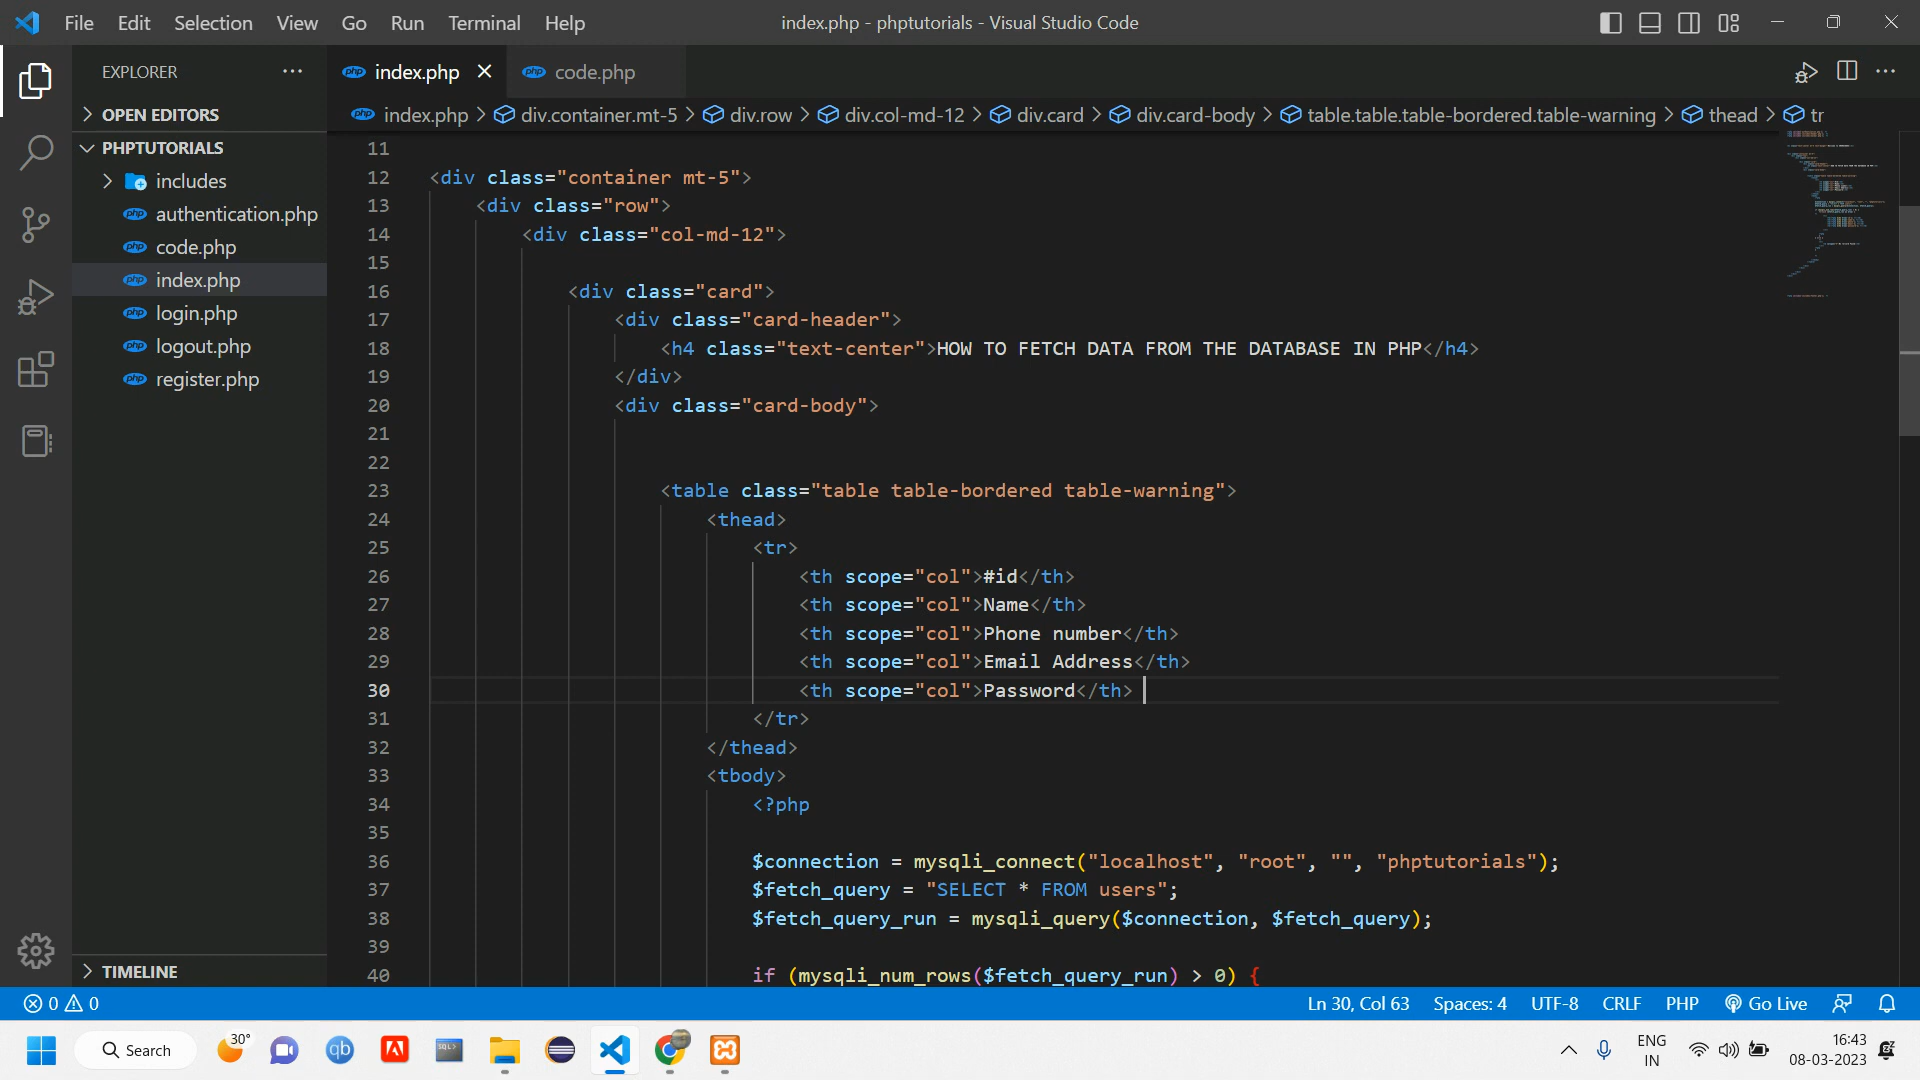 File Edit Selection View Go Run Terminal Help index.php - phptutorials - Visual Studio Code
EXPLORER
OPEN EDITORS
PHPTUTORIALS
includes
authentication.php
code.php
index.php
login.php
logout.php
register.php
TIMELINE
index.php code.php
index.php > div.container.mt-5 > div.row > div.col-md-12 > div.card > div.card-body > table.table.table-bordered.table-warning > thead > tr
11
12 <div class="container mt-5">
13 <div class="row">
14 <div class="col-md-12">
15
16 <div class="card">
17 <div class="card-header">
18 <h4 class="text-center">HOW TO FETCH DATA FROM THE DATABASE IN PHP</h4>
19 </div>
20 <div class="card-body">
21
22
23 <table class="table table-bordered table-warning">
24 <thead>
25 <tr>
26 <th scope="col">#id</th>
27 <th scope="col">Name</th>
28 <th scope="col">Phone number</th>
29 <th scope="col">Email Address</th>
30 <th scope="col">Password</th>
31 </tr>
32 </thead>
33 <tbody>
34 <?php
35
36 $connection = mysqli_connect("localhost", "root", "", "phptutorials");
37 $fetch_query = "SELECT * FROM users";
38 $fetch_query_run = mysqli_query($connection, $fetch_query);
39
40 if (mysqli_num_rows($fetch_query_run) > 0) {
0 0 Ln 30, Col 63 Spaces: 4 UTF-8 CRLF PHP Go Live
Search 30° qb SQL> ENG IN 16:43 08-03-2023